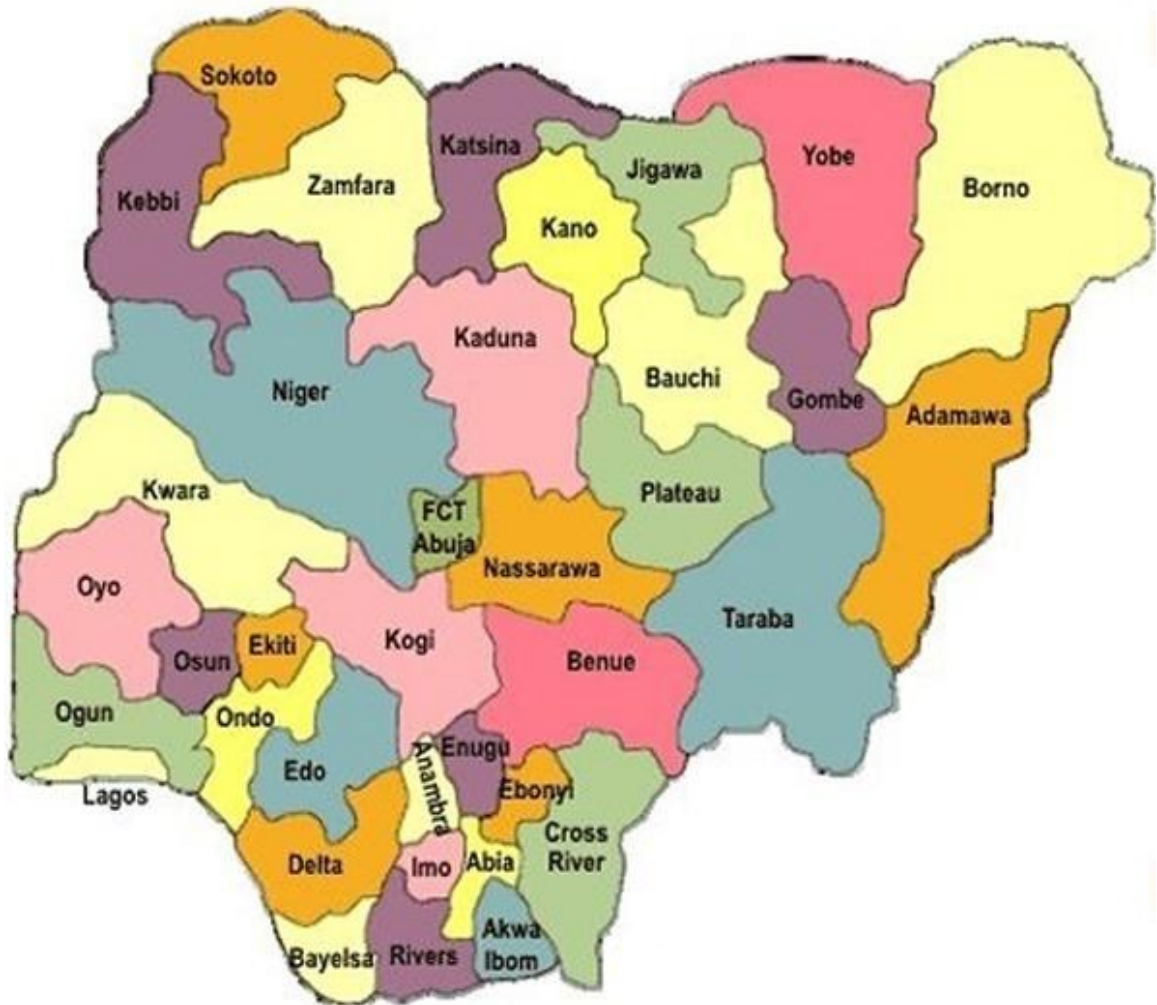 Sokoto
Kebbi
Zamfara
Katsina
Kano
Jigawa
Yobe
Borno
Kaduna
Niger
Bauchi
Gombe
Adamawa
Kwara
FCT
Abuja
Plateau
Nassarawa
Oyo
Taraba
Osun
Ekiti
Kogi
Benue
Ogun
Ondo
Edo
Lagos
Anambra
Enugu
Ebonyi
Cross
River
Delta
Imo
Abia
Bayelsa
Rivers
Akwa
Ibom